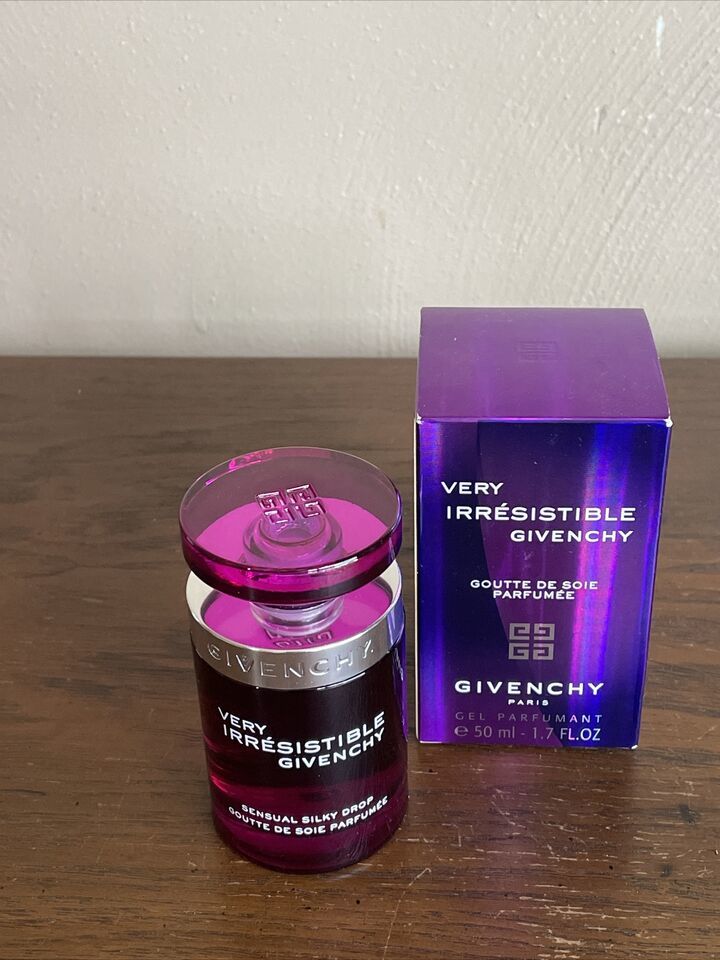 GIVENCHY
VERY
IRRÉSISTIBLE
GIVENCHY
SENSUAL SILKY DROP
GOUTTE DE SOIE PARFUMÉE
VERY
IRRÉSISTIBLE
GIVENCHY
GOUTTE DE SOIE
PARFUMÉE
GIVENCHY
PARIS
GEL PARFUMANT
℮ 50 ml - 1.7 FL.OZ